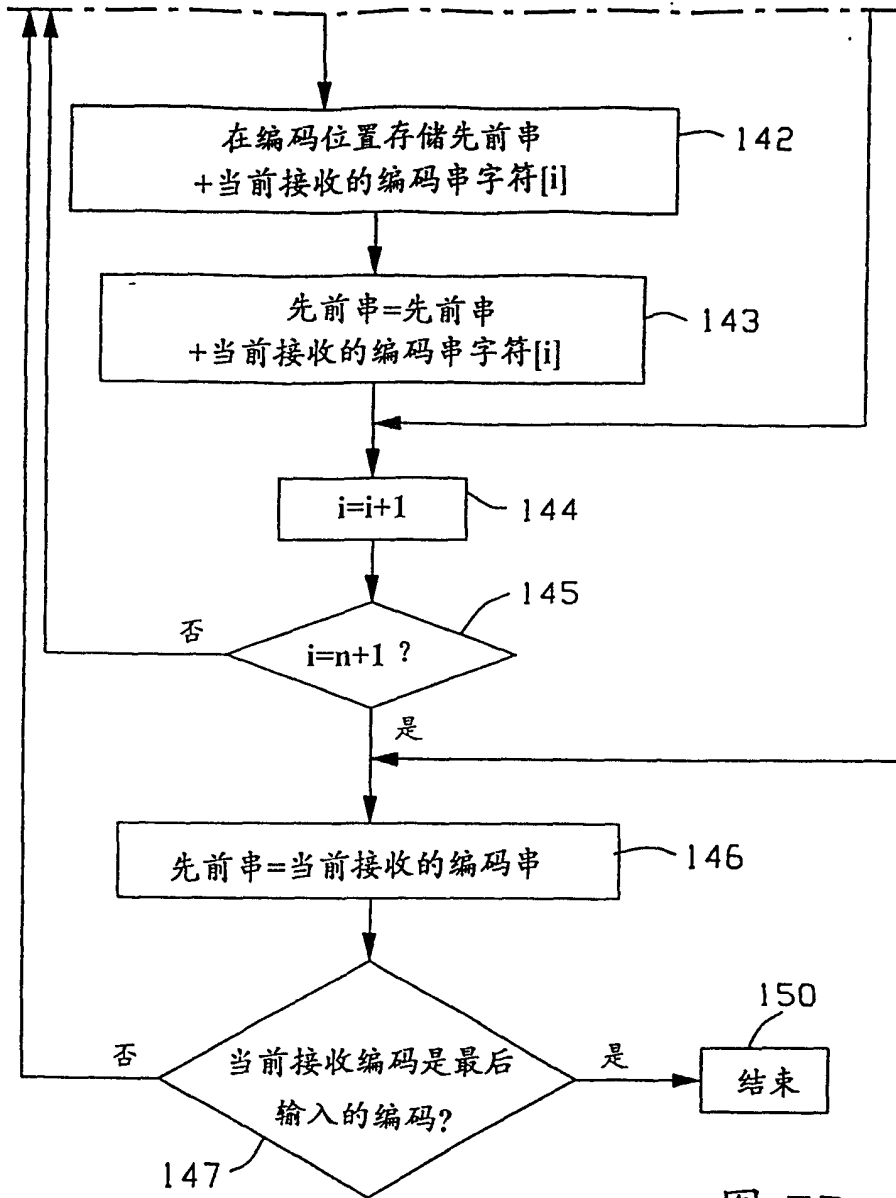 在编码位置存储先前串
+当前接收的编码串字符[i]
142
先前串=先前串
+当前接收的编码串字符[i]
143
i=i+1
144
145
否
i=n+1?
是
先前串=当前接收的编码串
146
150
否
当前接收编码是最后
输入的编码?
是
结束
147